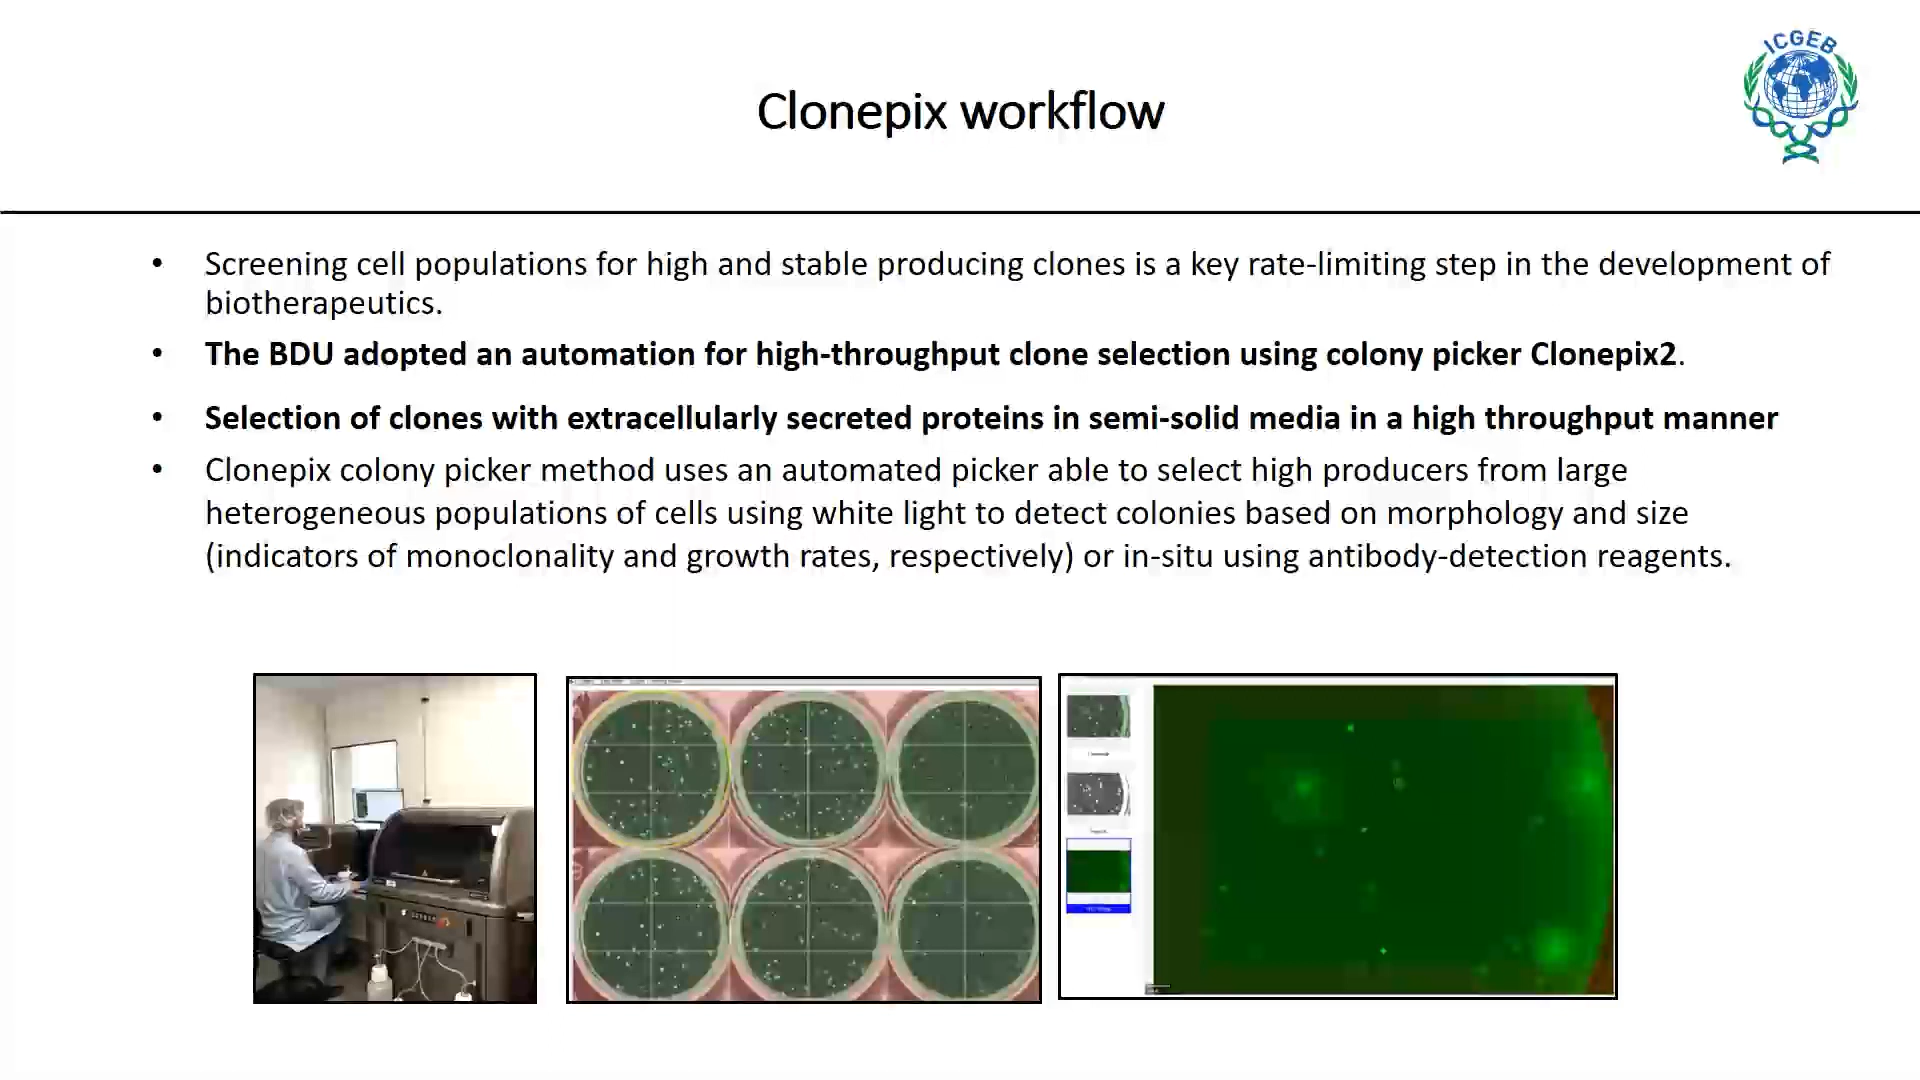 ICGEB
Clonepix workflow
• Screening cell populations for high and stable producing clones is a key rate-limiting step in the development of
biotherapeutics.
• The BDU adopted an automation for high-throughput clone selection using colony picker Clonepix2.
• Selection of clones with extracellularly secreted proteins in semi-solid media in a high throughput manner
• Clonepix colony picker method uses an automated picker able to select high producers from large
heterogeneous populations of cells using white light to detect colonies based on morphology and size
(indicators of monoclonality and growth rates, respectively) or in-situ using antibody-detection reagents.